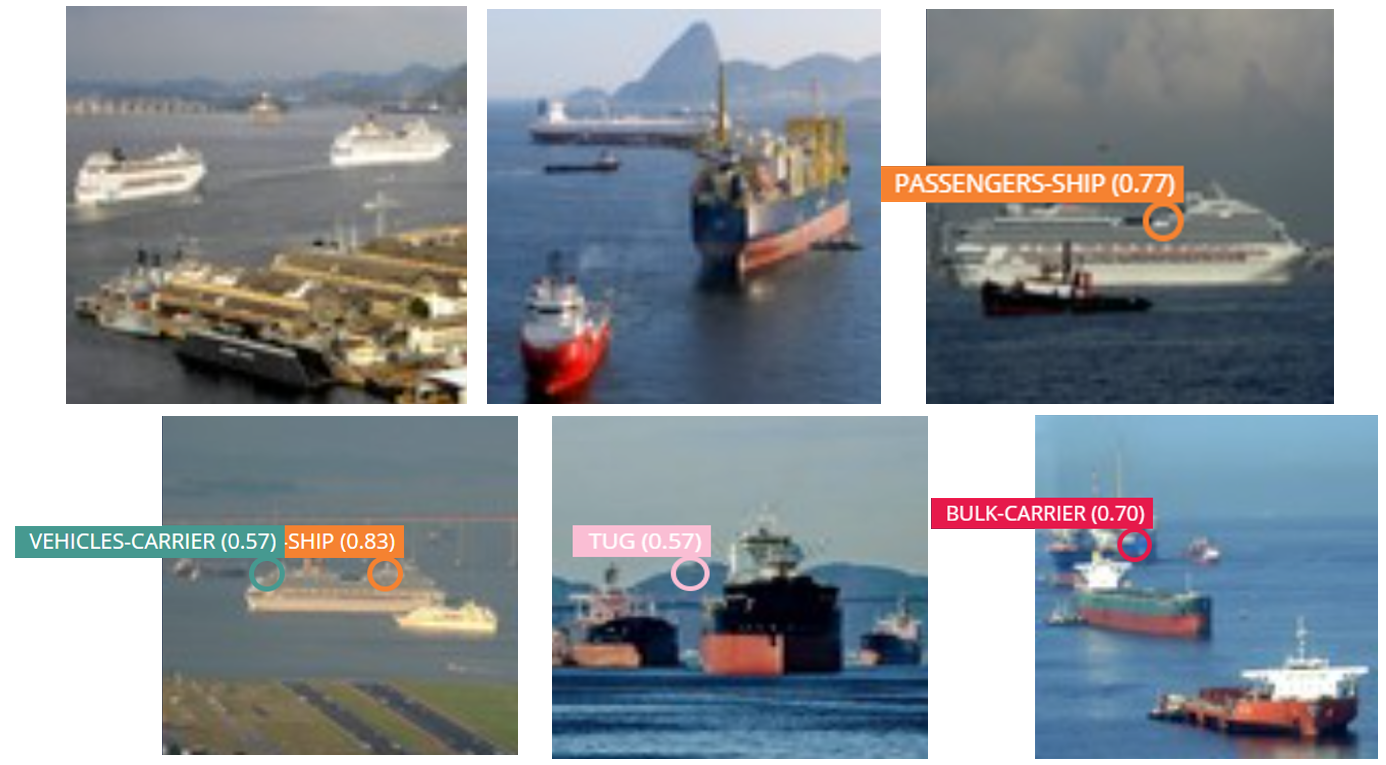 PASSENGERS-SHIP (0.77)
VEHICLES-CARRIER (0.57)
-SHIP (0.83)
TUG (0.57)
BULK-CARRIER (0.70)